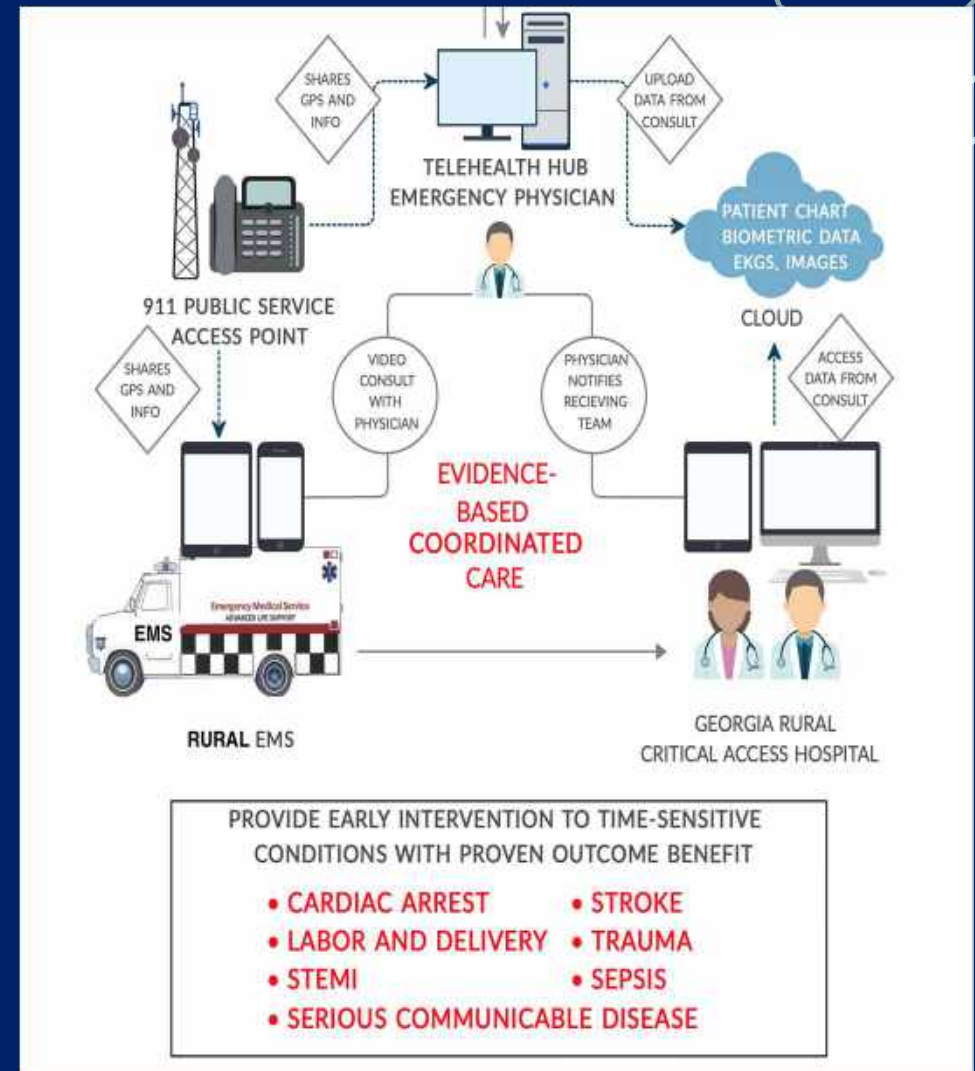 SHARES
GPS AND
INFO
UPLOAD
DATA FROM
CONSULT
TELEHEALTH HUB
EMERGENCY PHYSICIAN
PATIENT CHART
BIOMETRIC DATA
EKGS, IMAGES
CLOUD
911 PUBLIC SERVICE
ACCESS POINT
SHARES
GPS AND
INFO
VIDEO
CONSULT
WITH
PHYSICIAN
PHYSICIAN
NOTIFIES
RECIEVING
TEAM
ACCESS
DATA FROM
CONSULT
EVIDENCE-
BASED
COORDINATED
CARE
Emergency Medical Service
ADVANCED LIFE SUPPORT
EMS
RURAL EMS
GEORGIA RURAL
CRITICAL ACCESS HOSPITAL
PROVIDE EARLY INTERVENTION TO TIME-SENSITIVE
CONDITIONS WITH PROVEN OUTCOME BENEFIT
• CARDIAC ARREST
• STROKE
• LABOR AND DELIVERY
• TRAUMA
• STEMI
• SEPSIS
• SERIOUS COMMUNICABLE DISEASE